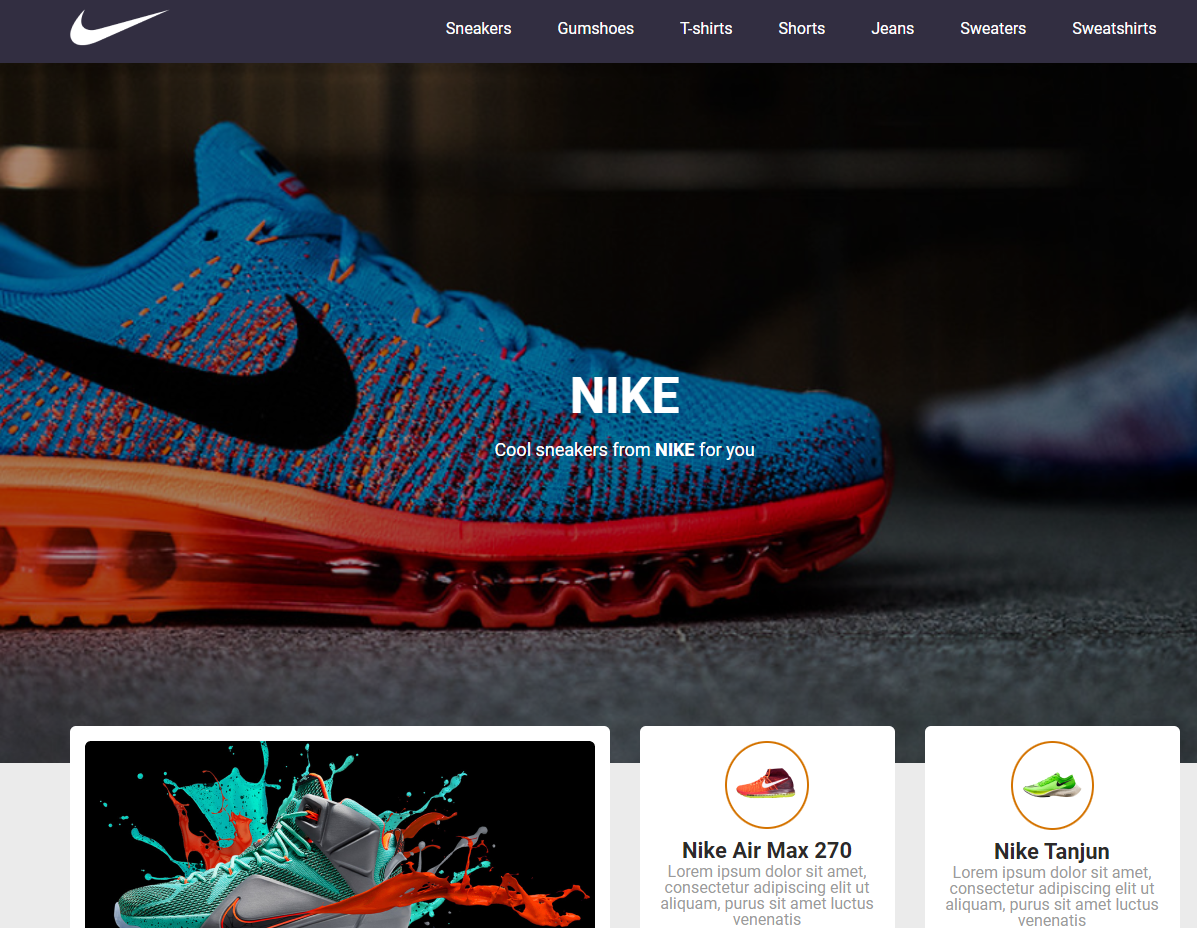 Sneakers Gumshoes T-shirts Shorts Jeans Sweaters Sweatshirts
NIKE
Cool sneakers from NIKE for you
Nike Air Max 270
Lorem ipsum dolor sit amet,
consectetur adipiscing elit ut
aliquam, purus sit amet luctus
venenatis
Nike Tanjun
Lorem ipsum dolor sit amet,
consectetur adipiscing elit ut
aliquam, purus sit amet luctus
venenatis